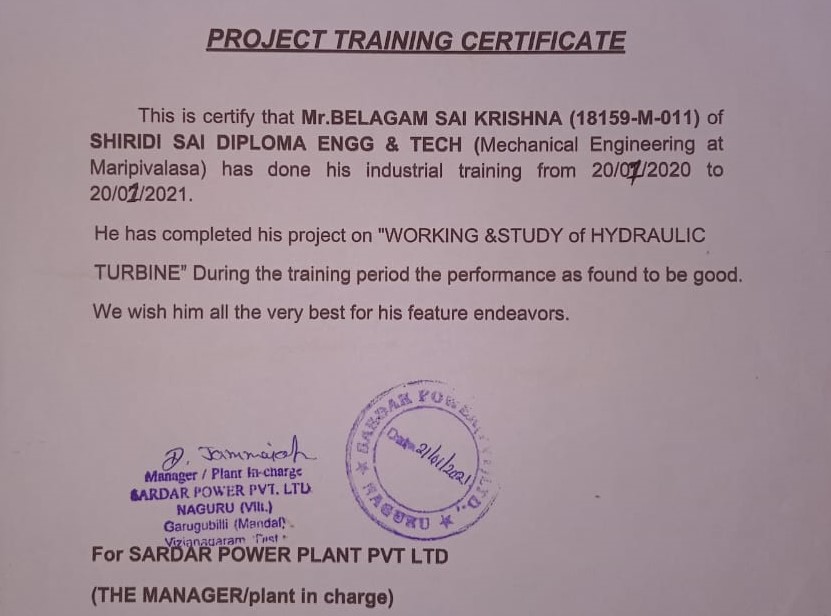 PROJECT TRAINING CERTIFICATE
This is certify that Mr.BELAGAM SAI KRISHNA (18159-M-011) of
SHIRIDI SAI DIPLOMA ENGG & TECH (Mechanical Engineering at
Maripivalasa) has done his industrial training from 20/07/2020 to
20/01/2021.
He has completed his project on "WORKING &STUDY of HYDRAULIC
TURBINE" During the training period the performance as found to be good.
We wish him all the very best for his feature endeavors.
SARDAR POWER LTD.
Date 21/01/2021
★ NAGURU ★
Manager / Plant In-charge
SARDAR POWER PVT. LTD
NAGURU (Vill.)
Garugubilli (Mandal)
Vizianagaram
For SARDAR POWER PLANT PVT LTD
(THE MANAGER/plant in charge)